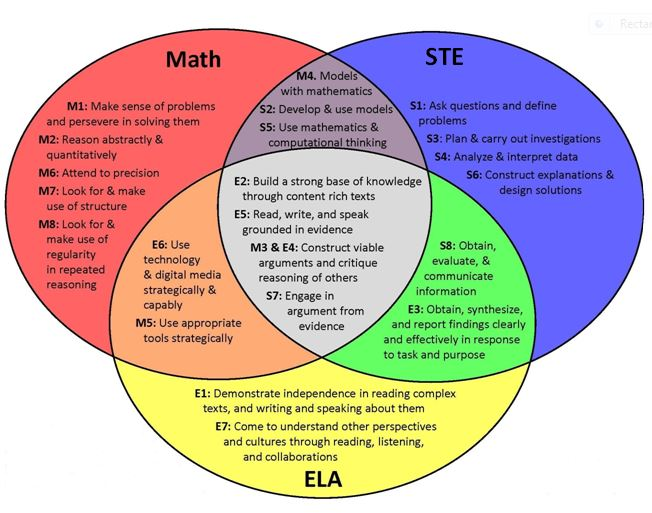 Rectan
Math
STE
M1: Make sense of problems
and persevere in solving them
M2: Reason abstractly &
quantitatively
M6: Attend to precision
M7: Look for & make
use of structure
M8: Look for &
make use of
regularity
in repeated
reasoning
M4. Models
with mathematics
S2: Develop & use models
S5: Use mathematics &
computational thinking
S1: Ask questions and define
problems
S3: Plan & carry out investigations
S4: Analyze & interpret data
S6: Construct explanations &
design solutions
E2: Build a strong base of knowledge
through content rich texts
E5: Read, write, and speak
grounded in evidence
M3 & E4: Construct viable
arguments and critique
reasoning of others
S7: Engage in
argument from
evidence
E6: Use
technology
& digital media
strategically &
capably
M5: Use appropriate
tools strategically
S8: Obtain,
evaluate, &
communicate
information
E3: Obtain, synthesize,
and report findings clearly
and effectively in response
to task and purpose
E1: Demonstrate independence in reading complex
texts, and writing and speaking about them
E7: Come to understand other perspectives
and cultures through reading, listening,
and collaborations
ELA